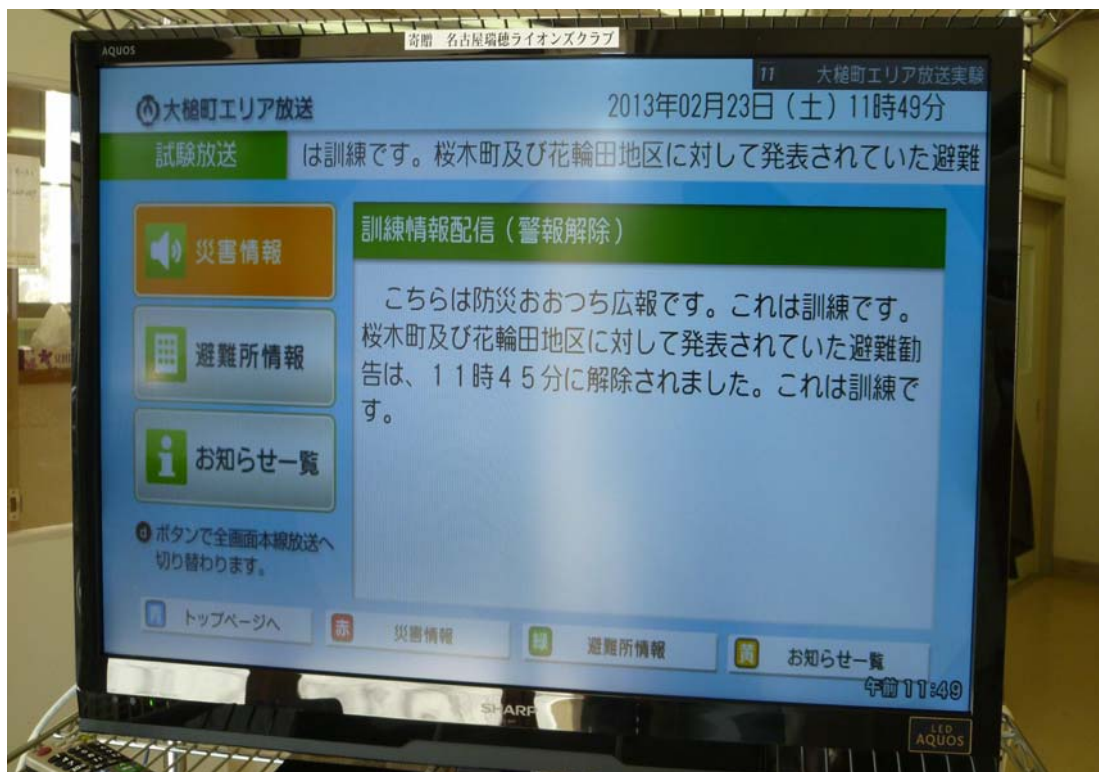 AQUOS
寄贈 名古屋瑞穂ライオンズクラブ
11 大槌町エリア放送実験
大槌町エリア放送
2013年02月23日（土）11時49分
試験放送
は訓練です。桜木町及び花輪田地区に対して発表されていた避難
災害情報
避難所情報
お知らせ一覧
訓練情報配信（警報解除）
こちらは防災おおつち広報です。これは訓練です。
桜木町及び花輪田地区に対して発表されていた避難勧
告は、１１時４５分に解除されました。これは訓練で
す。
d ボタンで全画面本線放送へ
切り替わります。
青 トップページへ
赤 災害情報
緑 避難所情報
黄 お知らせ一覧
午前11:49
SHARP
LED
AQUOS